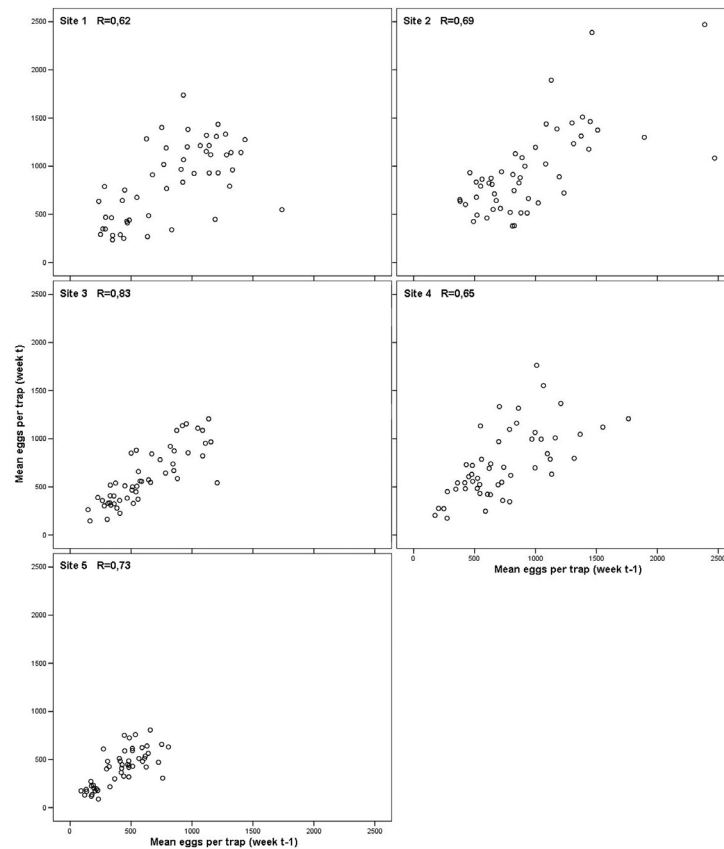 Site 1 R=0,62
Site 2 R=0,69
2500
2000
1500
1000
500
0
Site 3 R=0,83
Site 4 R=0,65
2500
2000
1500
1000
500
0
Mean eggs per trap (week t)
0 500 1000 1500 2000 2500
Mean eggs per trap (week t-1)
Site 5 R=0,73
2500
2000
1500
1000
500
0
0 500 1000 1500 2000 2500
Mean eggs per trap (week t-1)